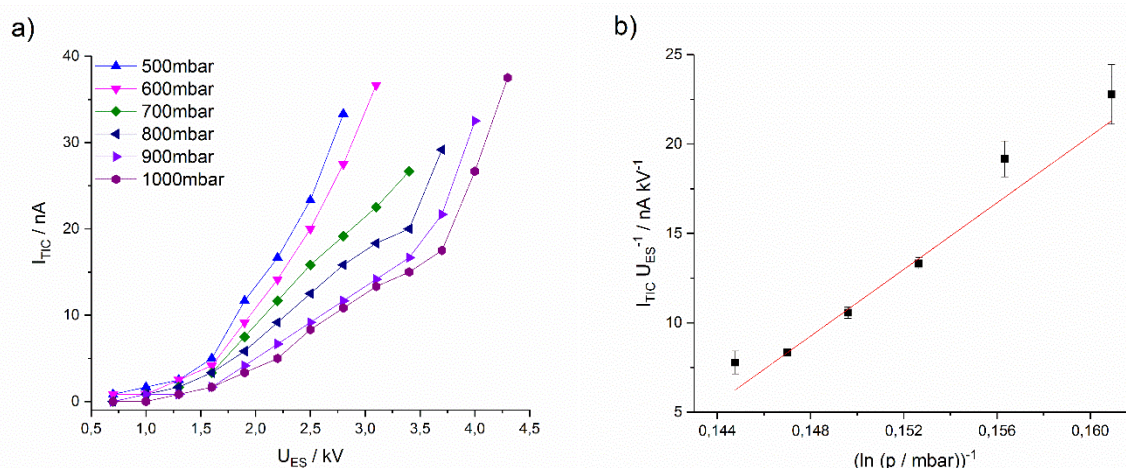 a)
40
30
20
10
0
I_TIC / nA
500mbar
600mbar
700mbar
800mbar
900mbar
1000mbar
0,5 1,0 1,5 2,0 2,5 3,0 3,5 4,0 4,5
U_ES / kV
b)
25
20
15
10
5
I_TIC U_ES⁻¹ / nA kV⁻¹
0,144 0,148 0,152 0,156 0,160
(ln (p / mbar))⁻¹